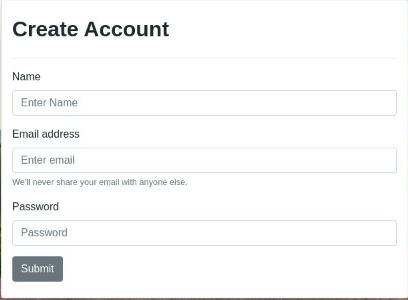 Create Account
Name
Enter Name
Email address
Enter email
We'll never share your email with anyone else.
Password
Password
Submit